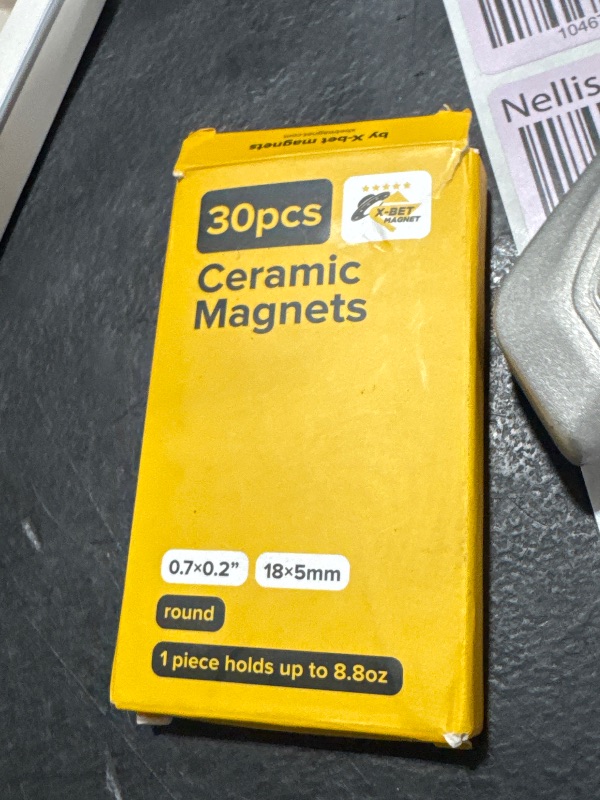 by X-bet magnets
30pcs
X-BET
MAGNET
Ceramic
Magnets
0.7×0.2”
18×5mm
round
1 piece holds up to 8.8oz
1046
Nellis